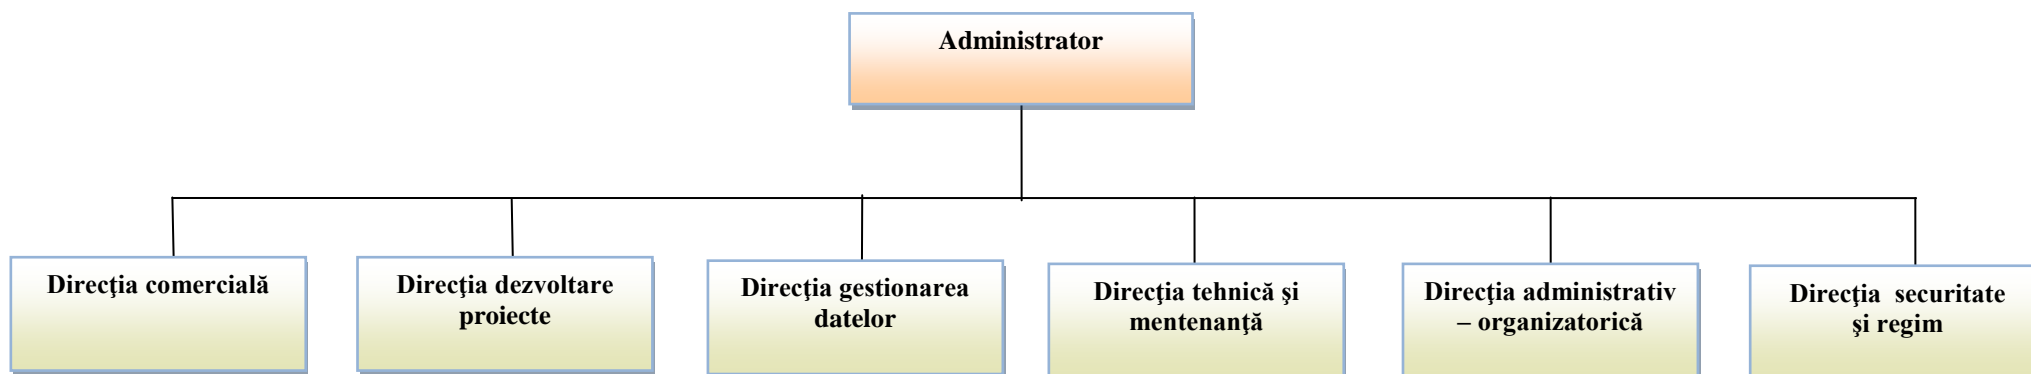 Administrator
Direcţia comercială
Direcţia dezvoltare
proiecte
Direcţia gestionarea
datelor
Direcţia tehnică şi
mentenanţă
Direcţia administrativ
– organizatorică
Direcţia  securitate
şi regim